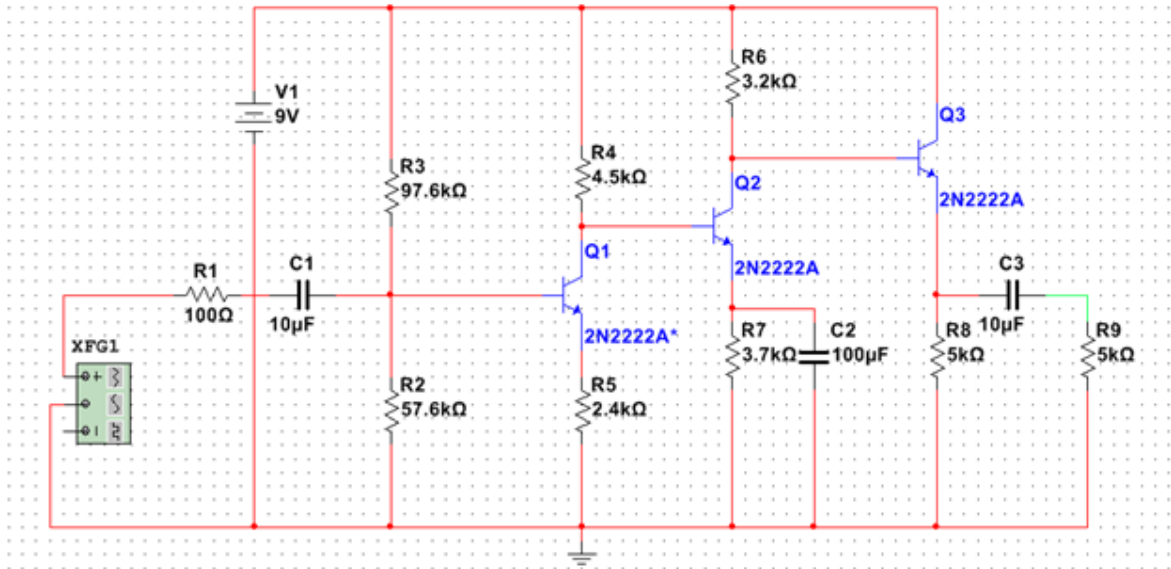 V1
9V
R3
97.6kΩ
R4
4.5kΩ
R6
3.2kΩ
Q3
2N2222A
Q2
2N2222A
Q1
2N2222A*
R1
100Ω
C1
10µF
XFG1
R2
57.6kΩ
R5
2.4kΩ
R7
3.7kΩ
C2
100µF
C3
10µF
R8
5kΩ
R9
5kΩ